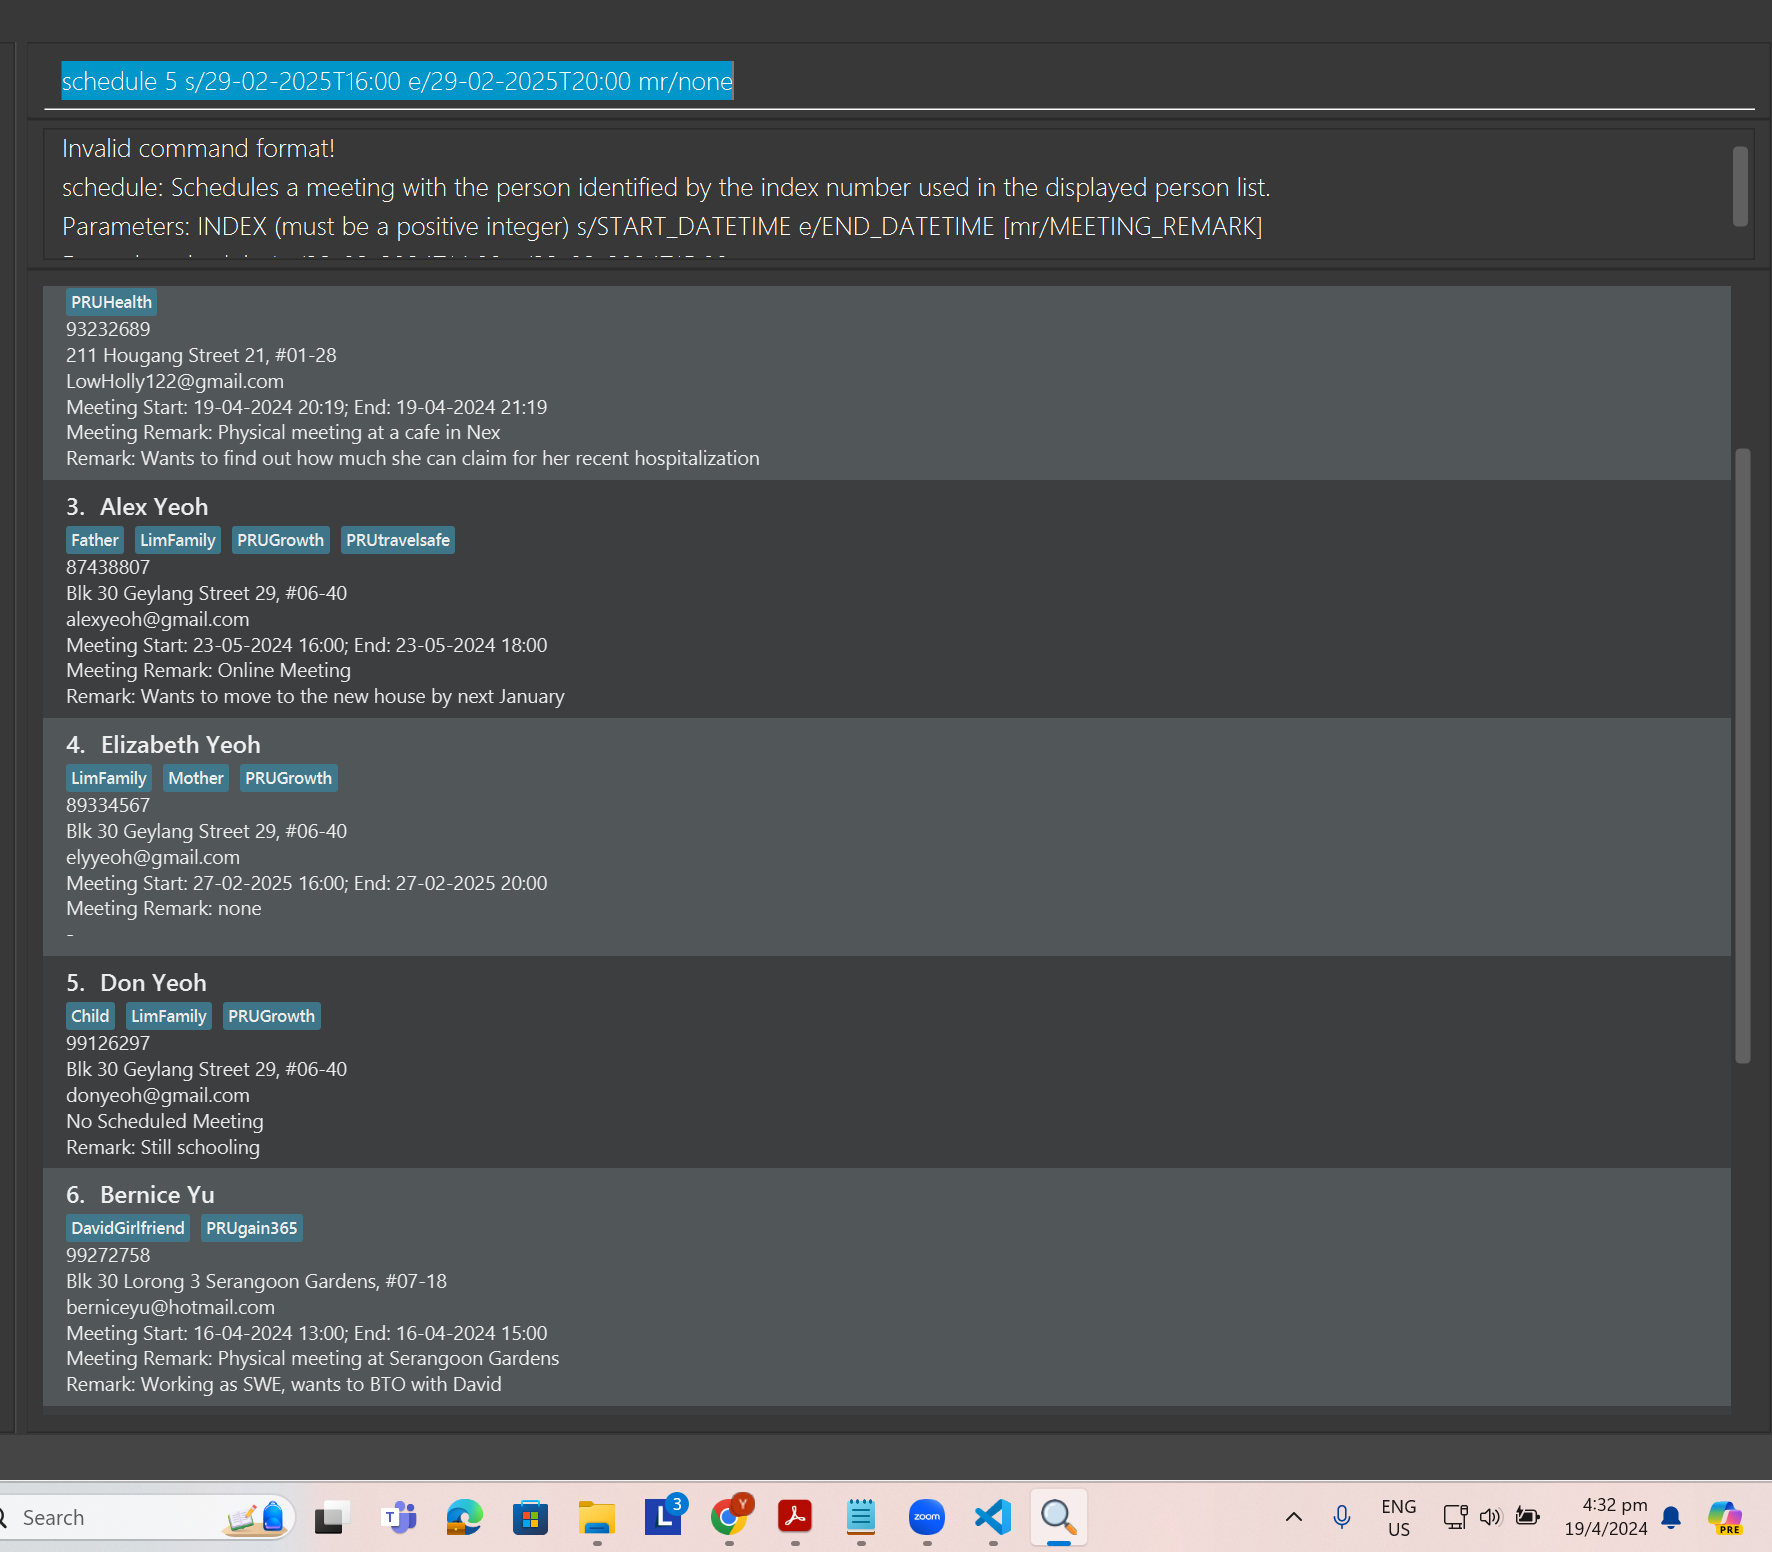 schedule 5 s/29-02-2025T16:00 e/29-02-2025T20:00 mr/none
Invalid command format!
schedule: Schedules a meeting with the person identified by the index number used in the displayed person list.
Parameters: INDEX (must be a positive integer) s/START_DATETIME e/END_DATETIME [mr/MEETING_REMARK]
PRUHealth
93232689
211 Hougang Street 21, #01-28
LowHolly122@gmail.com
Meeting Start: 19-04-2024 20:19; End: 19-04-2024 21:19
Meeting Remark: Physical meeting at a cafe in Nex
Remark: Wants to find out how much she can claim for her recent hospitalization
3. Alex Yeoh
Father LimFamily PRUGrowth PRUtravelsafe
87438807
Blk 30 Geylang Street 29, #06-40
alexyeoh@gmail.com
Meeting Start: 23-05-2024 16:00; End: 23-05-2024 18:00
Meeting Remark: Online Meeting
Remark: Wants to move to the new house by next January
4. Elizabeth Yeoh
LimFamily Mother PRUGrowth
89334567
Blk 30 Geylang Street 29, #06-40
elyyeoh@gmail.com
Meeting Start: 27-02-2025 16:00; End: 27-02-2025 20:00
Meeting Remark: none
-
5. Don Yeoh
Child LimFamily PRUGrowth
99126297
Blk 30 Geylang Street 29, #06-40
donyeoh@gmail.com
No Scheduled Meeting
Remark: Still schooling
6. Bernice Yu
DavidGirlfriend PRUgain365
99272758
Blk 30 Lorong 3 Serangoon Gardens, #07-18
berniceyu@hotmail.com
Meeting Start: 16-04-2024 13:00; End: 16-04-2024 15:00
Meeting Remark: Physical meeting at Serangoon Gardens
Remark: Working as SWE, wants to BTO with David
Search
T
L 3
Y
zoom
ENG
US
4:32 pm
19/4/2024
PRE